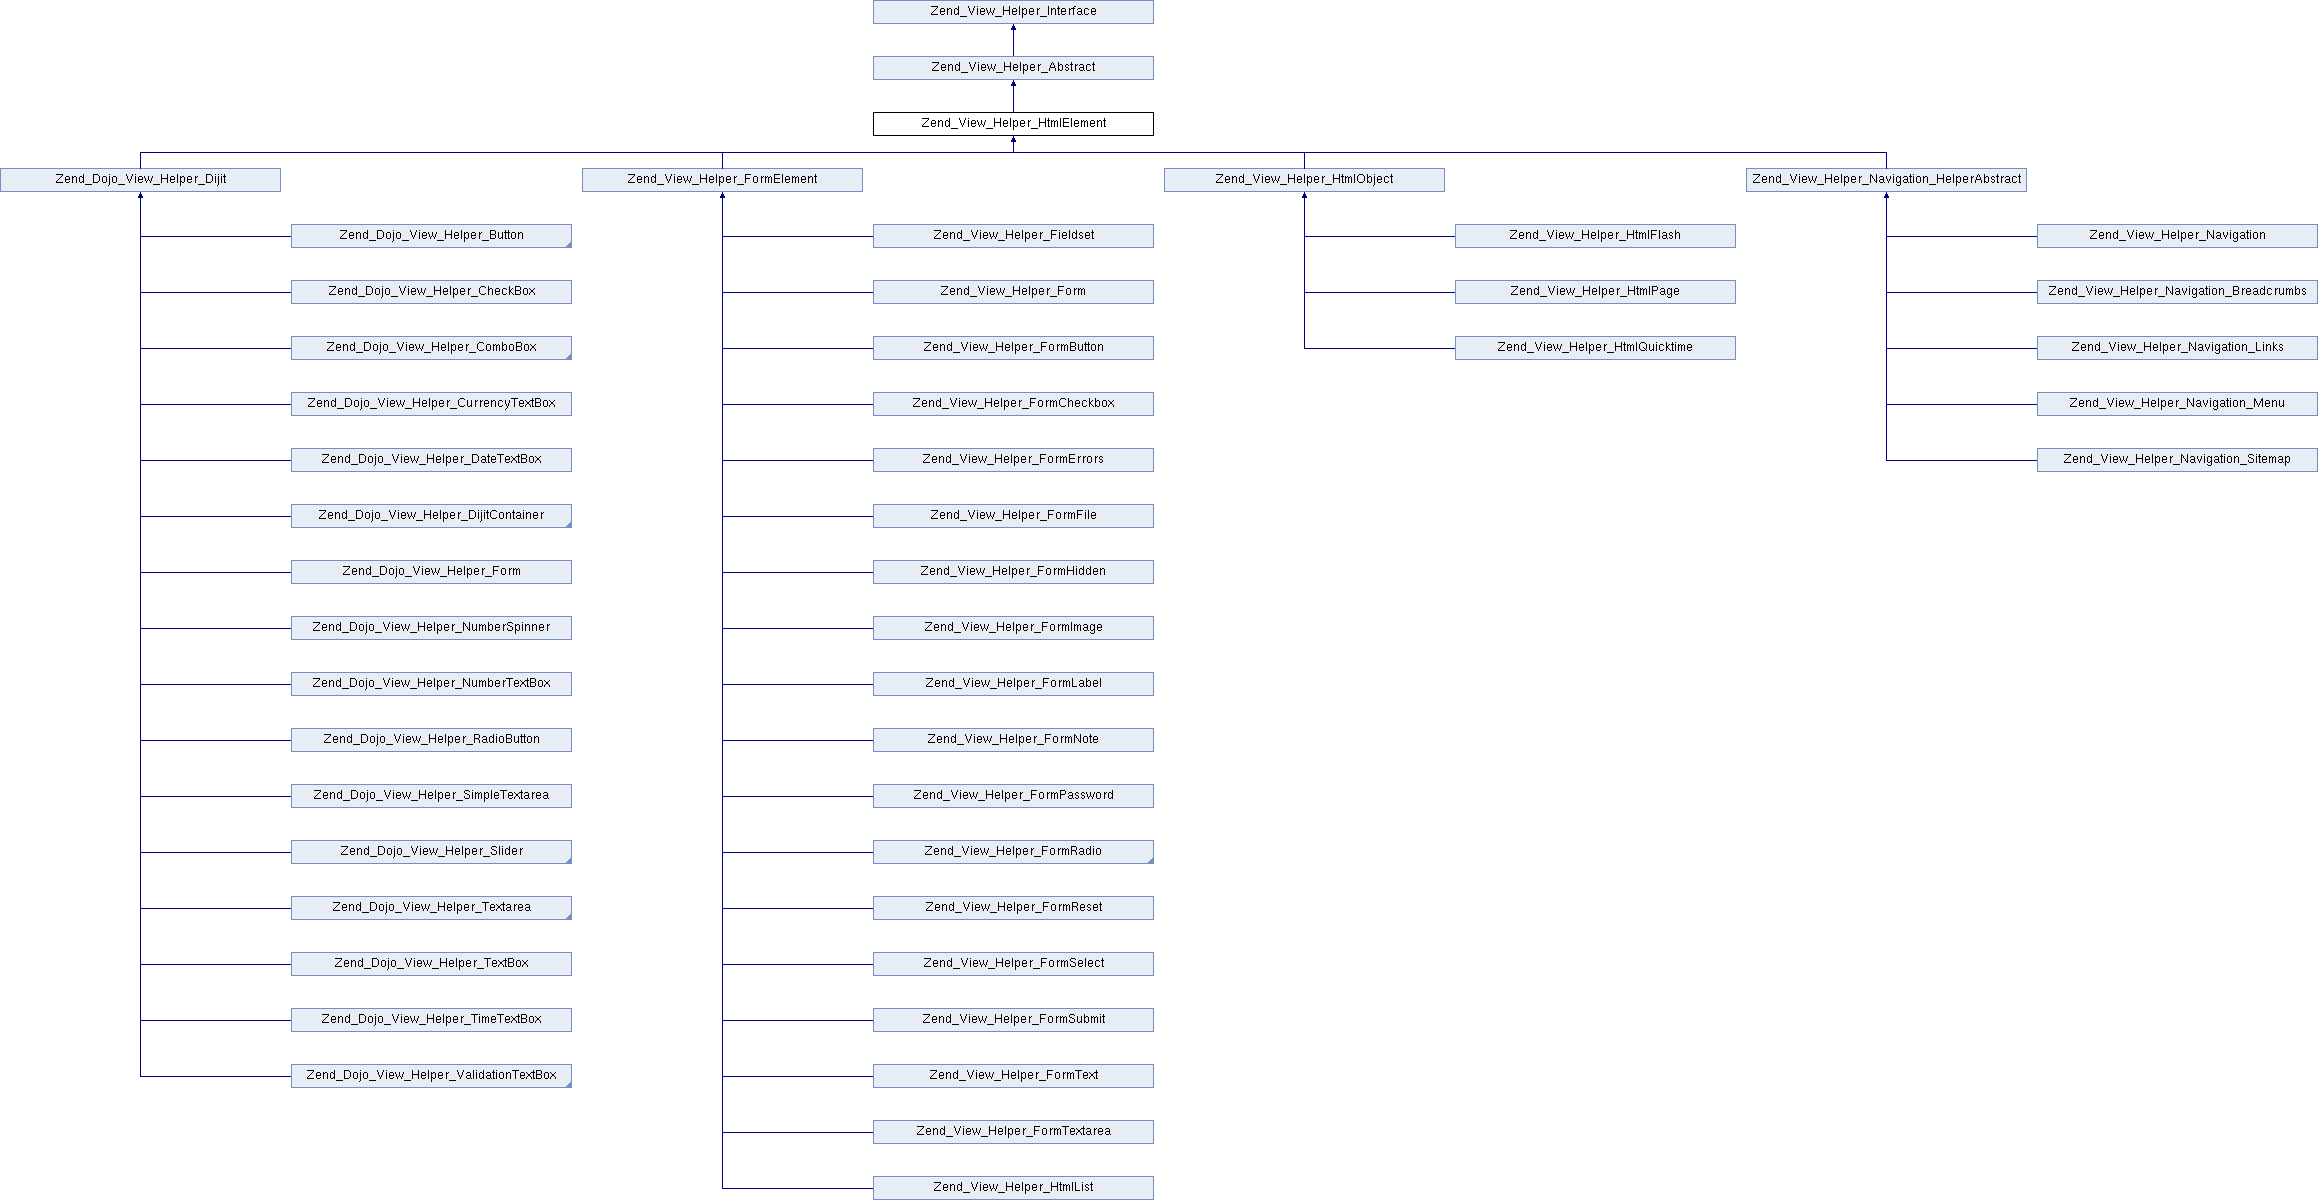 Zend_View_Helper_Interface
Zend_View_Helper_Abstract
Zend_View_Helper_HtmlElement
Zend_Dojo_View_Helper_Dijit
Zend_View_Helper_FormElement
Zend_View_Helper_HtmlObject
Zend_View_Helper_Navigation_HelperAbstract
Zend_Dojo_View_Helper_Button
Zend_Dojo_View_Helper_CheckBox
Zend_Dojo_View_Helper_ComboBox
Zend_Dojo_View_Helper_CurrencyTextBox
Zend_Dojo_View_Helper_DateTextBox
Zend_Dojo_View_Helper_DijitContainer
Zend_Dojo_View_Helper_Form
Zend_Dojo_View_Helper_NumberSpinner
Zend_Dojo_View_Helper_NumberTextBox
Zend_Dojo_View_Helper_RadioButton
Zend_Dojo_View_Helper_SimpleTextarea
Zend_Dojo_View_Helper_Slider
Zend_Dojo_View_Helper_Textarea
Zend_Dojo_View_Helper_TextBox
Zend_Dojo_View_Helper_TimeTextBox
Zend_Dojo_View_Helper_ValidationTextBox
Zend_View_Helper_Fieldset
Zend_View_Helper_Form
Zend_View_Helper_FormButton
Zend_View_Helper_FormCheckbox
Zend_View_Helper_FormErrors
Zend_View_Helper_FormFile
Zend_View_Helper_FormHidden
Zend_View_Helper_FormImage
Zend_View_Helper_FormLabel
Zend_View_Helper_FormNote
Zend_View_Helper_FormPassword
Zend_View_Helper_FormRadio
Zend_View_Helper_FormReset
Zend_View_Helper_FormSelect
Zend_View_Helper_FormSubmit
Zend_View_Helper_FormText
Zend_View_Helper_FormTextarea
Zend_View_Helper_HtmlList
Zend_View_Helper_HtmlFlash
Zend_View_Helper_HtmlPage
Zend_View_Helper_HtmlQuicktime
Zend_View_Helper_Navigation
Zend_View_Helper_Navigation_Breadcrumbs
Zend_View_Helper_Navigation_Links
Zend_View_Helper_Navigation_Menu
Zend_View_Helper_Navigation_Sitemap